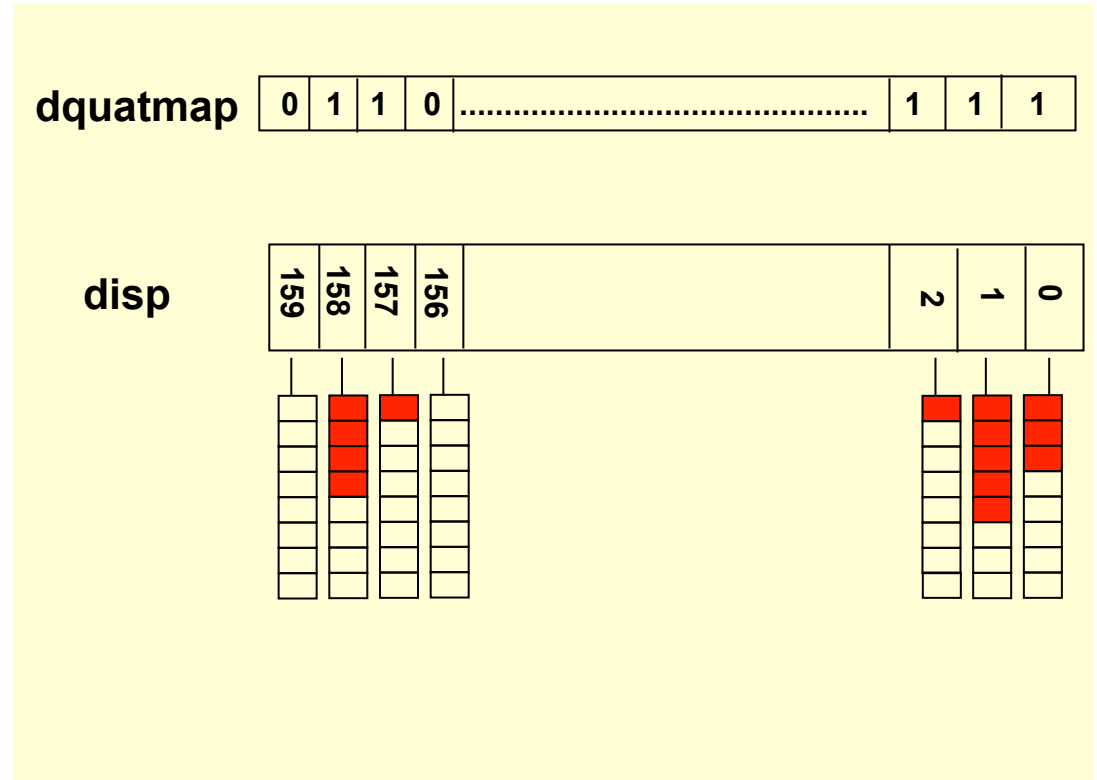 dquatmap 0 1 1 0 ............................................. 1 1 1
disp 159 158 157 156 2 1 0